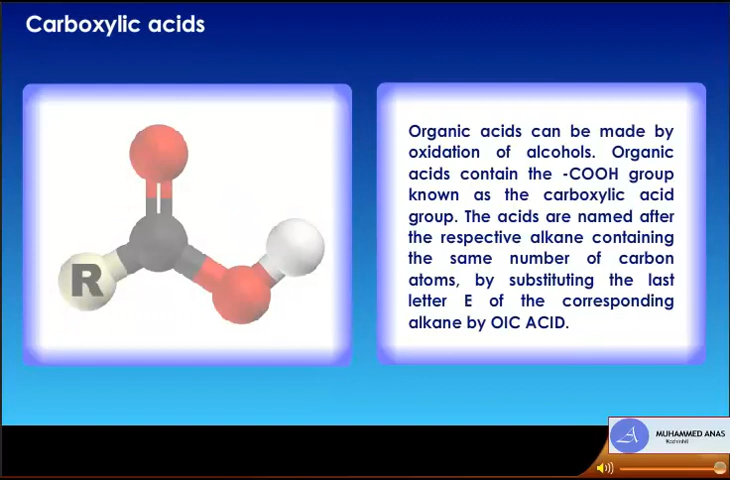 Carboxylic acids
R
Organic acids can be made by
oxidation of alcohols. Organic
acids contain the -COOH group
known as the carboxylic acid
group. The acids are named after
the respective alkane containing
the same number of carbon
atoms, by substituting the last
letter E of the corresponding
alkane by OIC ACID.
A
MUHAMMED ANAS